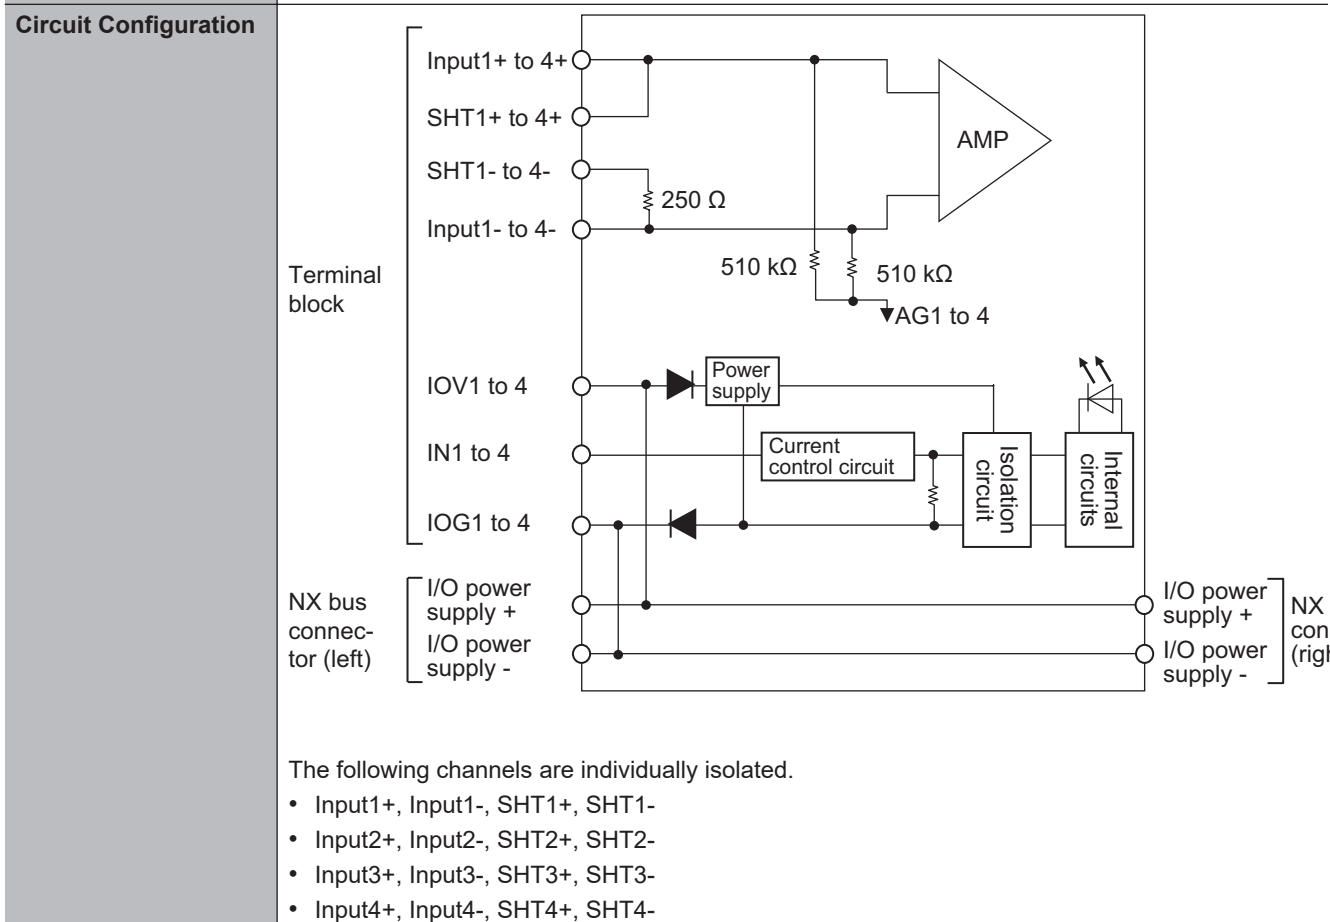 Circuit Configuration
Input1+ to 4+
SHT1+ to 4+
AMP
SHT1- to 4-
250 Ω
Input1- to 4-
510 kΩ
510 kΩ
Terminal
block
AG1 to 4
IOV1 to 4
Power
supply
IN1 to 4
Current
control circuit
Isolation
circuit
Internal
circuits
IOG1 to 4
NX bus
connec-
tor (left)
I/O power
supply +
I/O power
supply -
I/O power
supply +
I/O power
supply -
NX
con
(righ
The following channels are individually isolated.
• Input1+, Input1-, SHT1+, SHT1-
• Input2+, Input2-, SHT2+, SHT2-
• Input3+, Input3-, SHT3+, SHT3-
• Input4+, Input4-, SHT4+, SHT4-